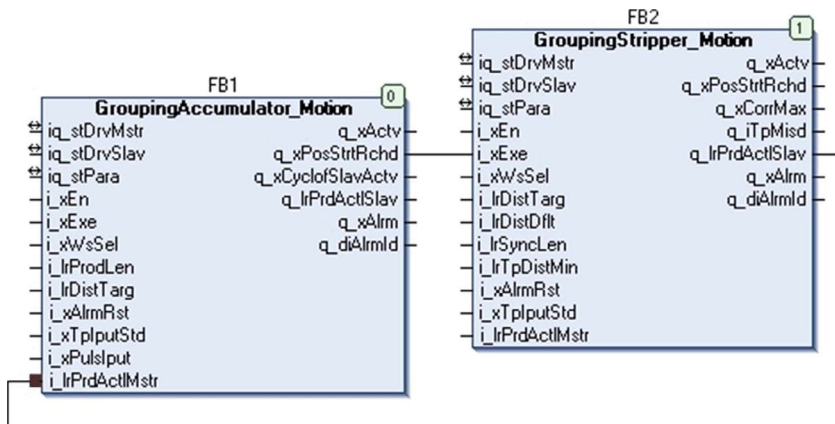 FB1
0
GroupingAccumulator_Motion
iq_stDrvMstr q_xActv
iq_stDrvSlav q_xPosStrtRchd
iq_stPara q_xCyclofSlavActv
i_xEn q_lrPrdActlSlav
i_xExe q_xAlrm
i_xWsSel q_diAlrmId
i_lrProdLen
i_lrDistTarg
i_xAlrmRst
i_xTpIputStd
i_xPulsIput
i_lrPrdActlMstr
FB2
1
GroupingStripper_Motion
iq_stDrvMstr q_xActv
iq_stDrvSlav q_xPosStrtRchd
iq_stPara q_xCorrMax
i_xEn q_iTpMisd
i_xExe q_lrPrdActlSlav
i_xWsSel q_xAlrm
i_lrDistTarg q_diAlrmId
i_lrDistDflt
i_lrSyncLen
i_lrTpDistMin
i_xAlrmRst
i_xTpIputStd
i_lrPrdActlMstr